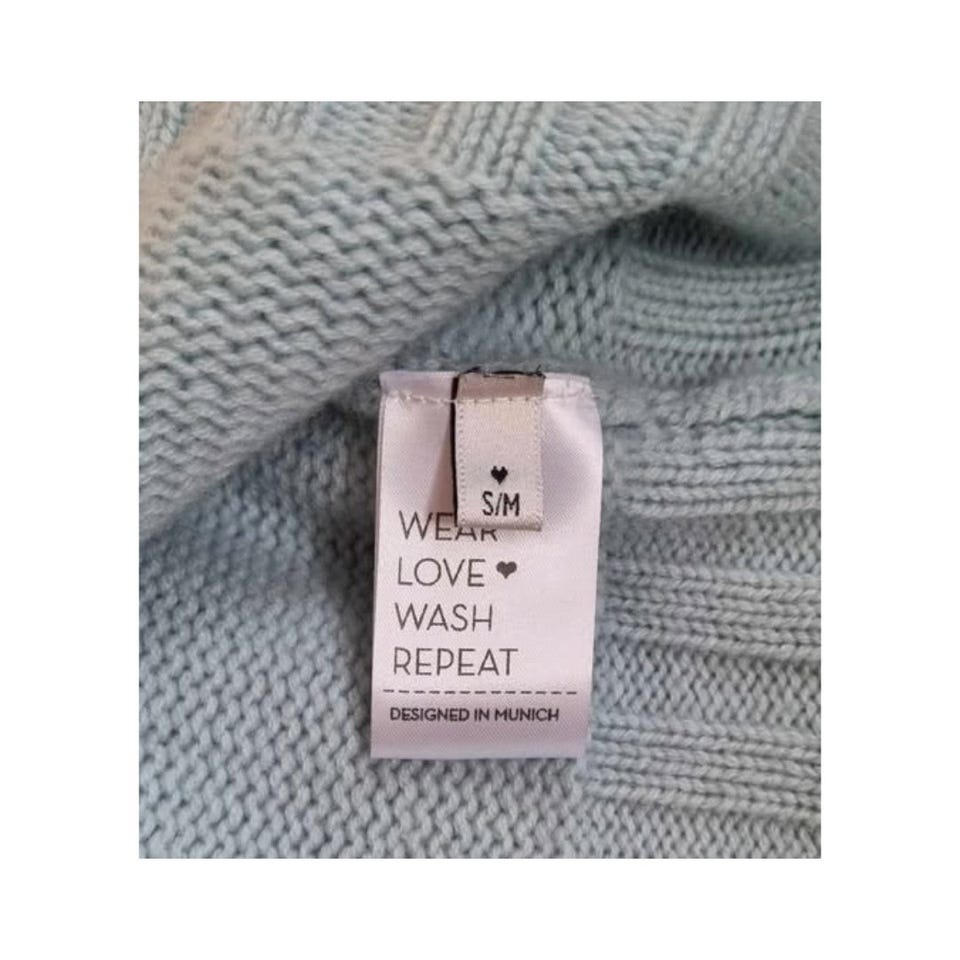 ♥
S/M
WEAR
LOVE ♥
WASH
REPEAT
DESIGNED IN MUNICH